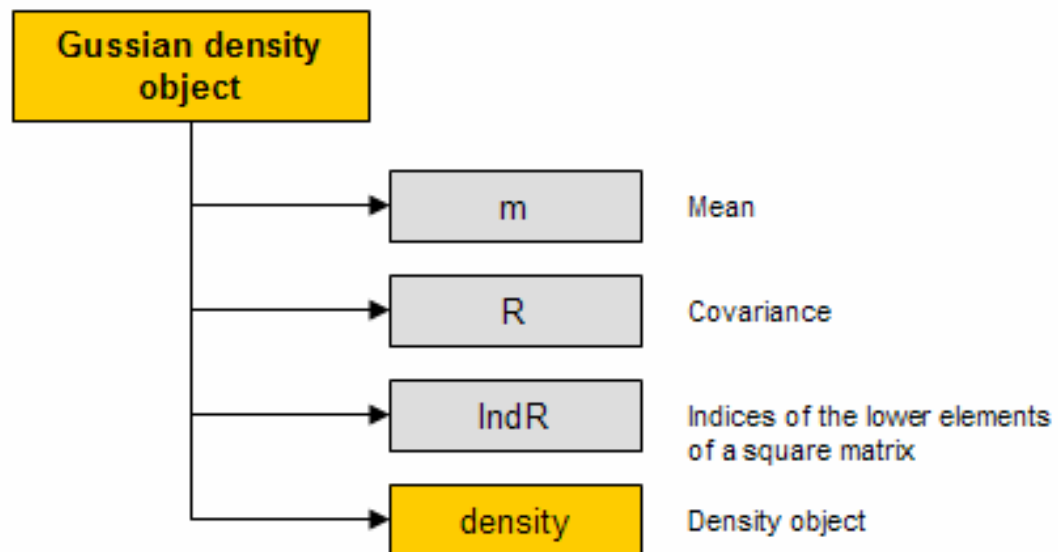 Gussian density
object
m
Mean
R
Covariance
IndR
Indices of the lower elements
of a square matrix
density
Density object